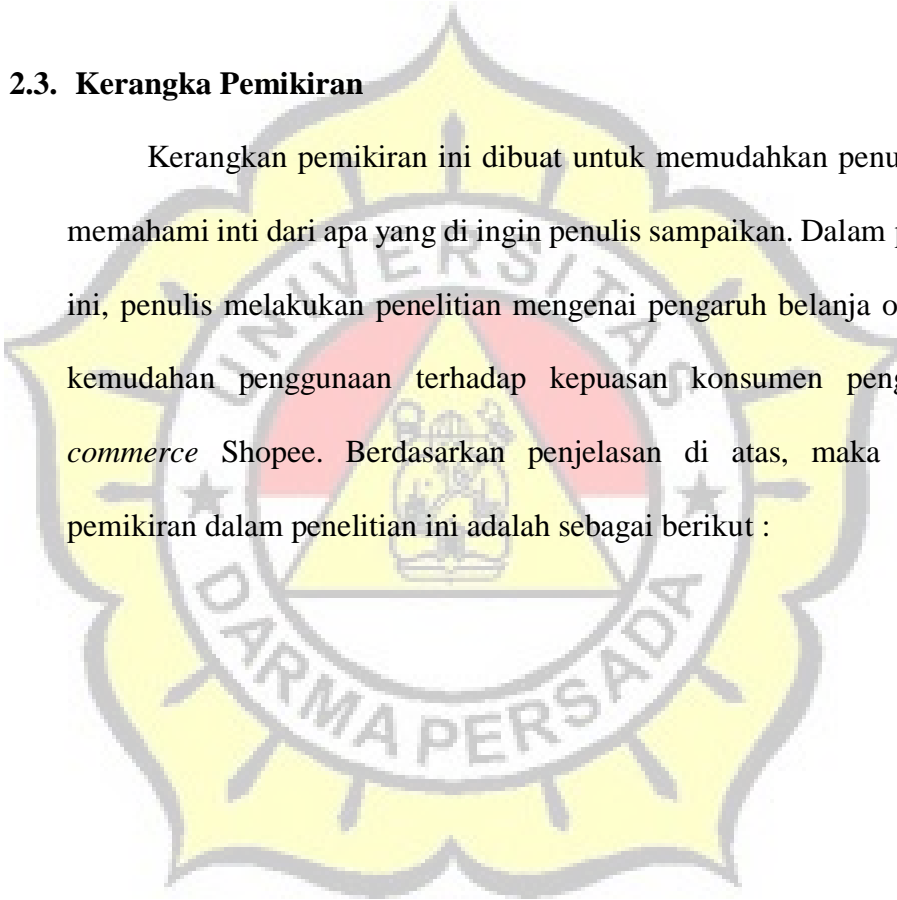 2.3. Kerangka Pemikiran
Kerangkan pemikiran ini dibuat untuk memudahkan penu
memahami inti dari apa yang di ingin penulis sampaikan. Dalam p
ini, penulis melakukan penelitian mengenai pengaruh belanja o
kemudahan penggunaan terhadap kepuasan konsumen peng
commerce Shopee. Berdasarkan penjelasan di atas, maka
pemikiran dalam penelitian ini adalah sebagai berikut :
UNIVERSITAS
DARMA PERSADA